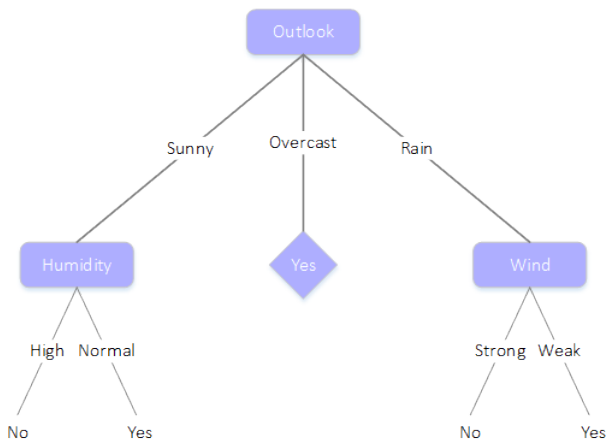 Outlook
Sunny
Overcast
Rain
Humidity
Yes
Wind
High
Normal
Strong
Weak
No
Yes
No
Yes